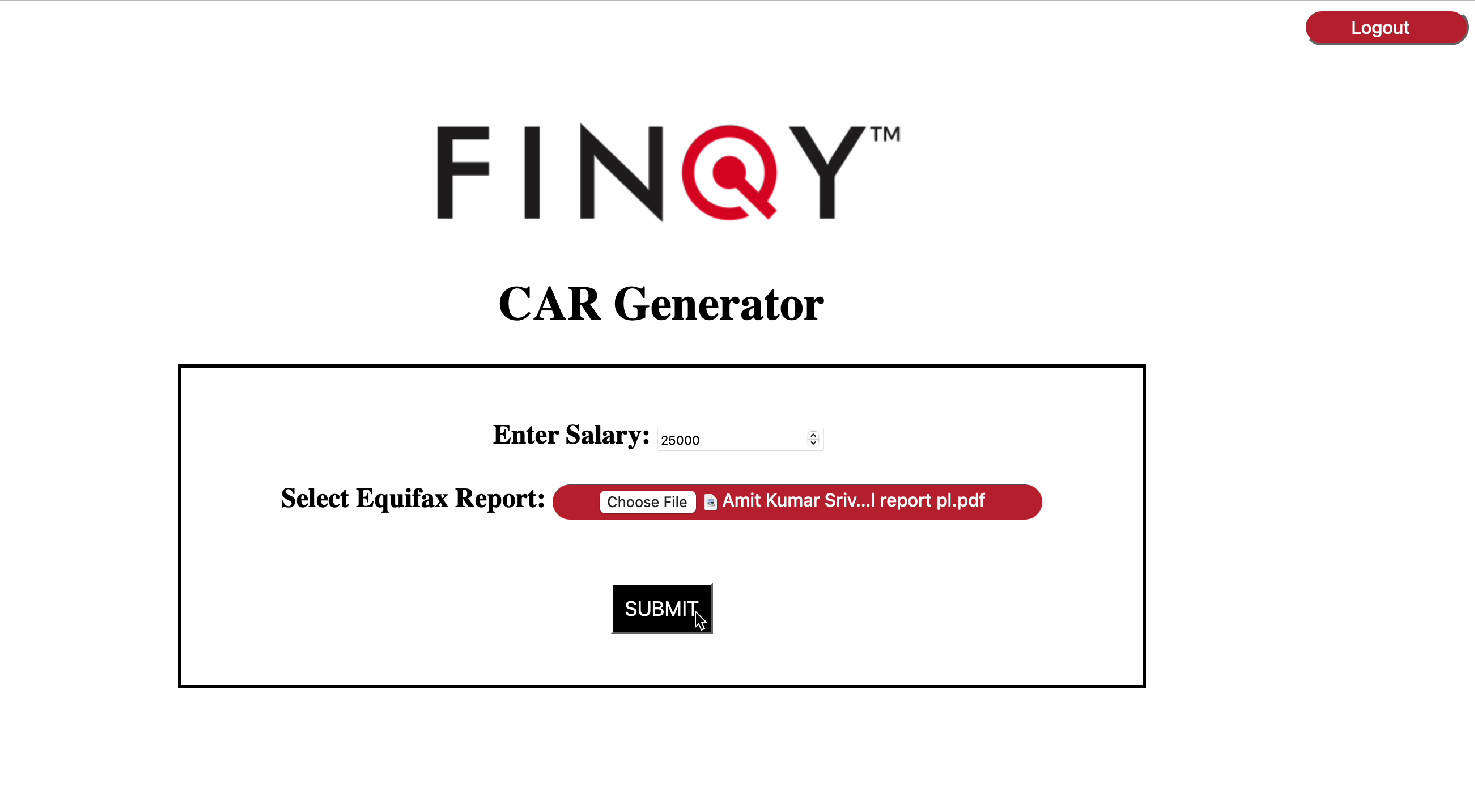 Logout
FINQY™
CAR Generator
Enter Salary: 25000
Select Equifax Report: Choose File Amit Kumar Sriv...l report pl.pdf
SUBMIT